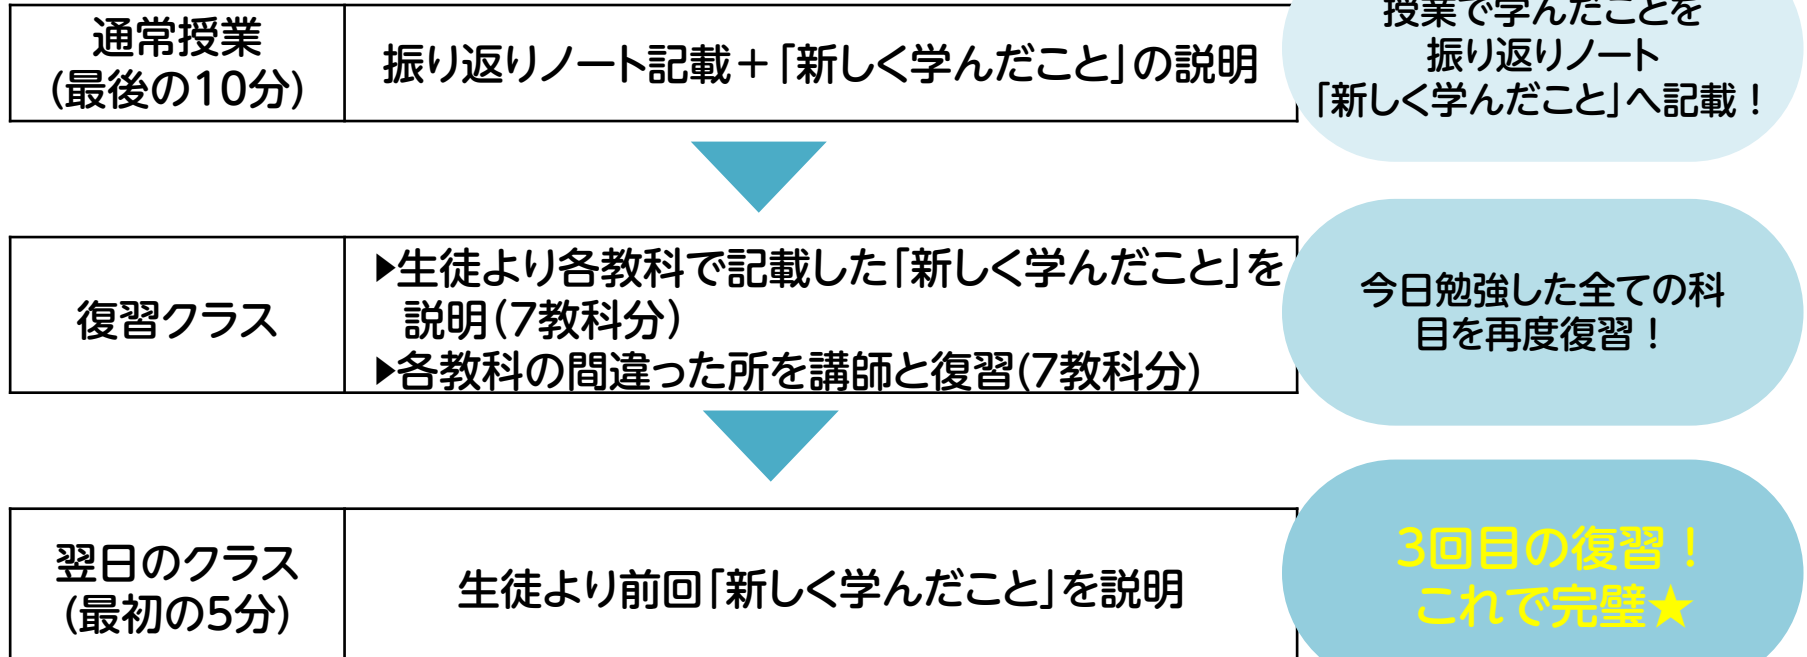 通常授業
(最後の10分)
振り返りノート記載＋「新しく学んだこと」の説明
授業で学んだことを
振り返りノート
「新しく学んだこと」へ記載！
復習クラス
▶生徒より各教科で記載した「新しく学んだこと」を
説明(7教科分)
▶各教科の間違った所を講師と復習(7教科分)
今日勉強した全ての科
目を再度復習！
翌日のクラス
(最初の5分)
生徒より前回「新しく学んだこと」を説明
3回目の復習！
これで完璧★